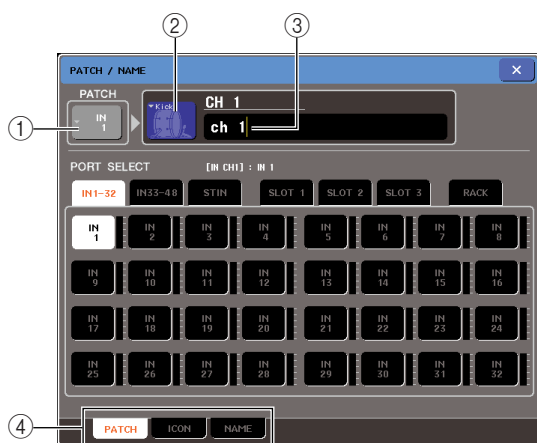 ② ③
PATCH / NAME ×
PATCH
① IN 1 Kick CH 1
ch 1
PORT SELECT [IN CH1] : IN 1
IN1-32 IN33-48 STIN SLOT 1 SLOT 2 SLOT 3 RACK
IN 1 IN 2 IN 3 IN 4 IN 5 IN 6 IN 7 IN 8
IN 9 IN 10 IN 11 IN 12 IN 13 IN 14 IN 15 IN 16
IN 17 IN 18 IN 19 IN 20 IN 21 IN 22 IN 23 IN 24
IN 25 IN 26 IN 27 IN 28 IN 29 IN 30 IN 31 IN 32
④ PATCH ICON NAME